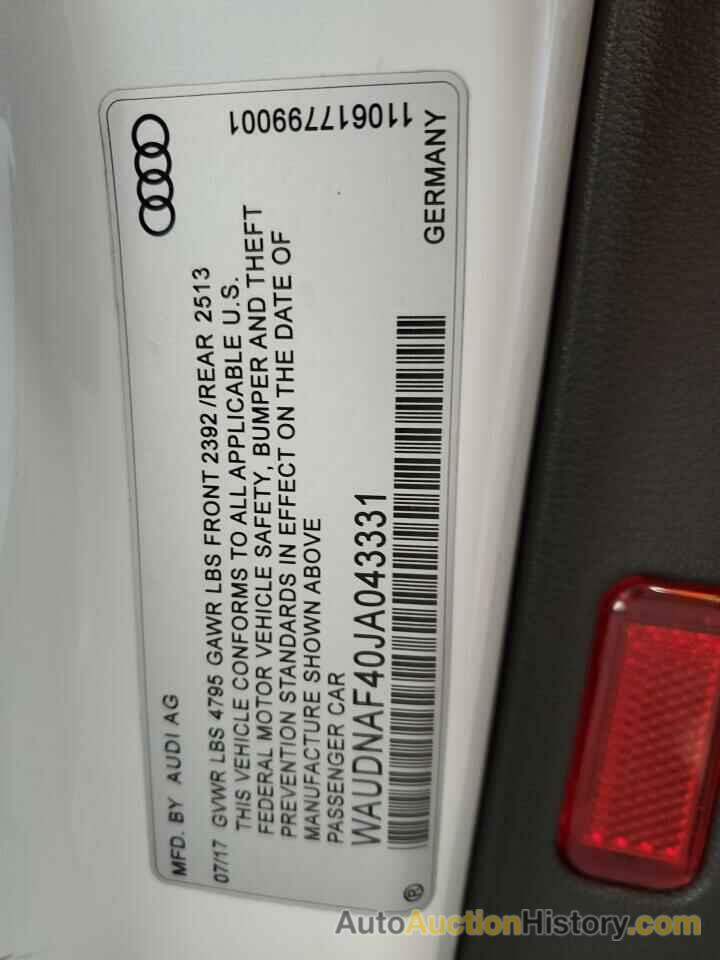 MFD. BY AUDI AG
07/17 GVWR LBS 4795 GAWR LBS FRONT 2392 /REAR 2513
THIS VEHICLE CONFORMS TO ALL APPLICABLE U.S.
FEDERAL MOTOR VEHICLE SAFETY, BUMPER AND THEFT
PREVENTION STANDARDS IN EFFECT ON THE DATE OF
MANUFACTURE SHOWN ABOVE
PASSENGER CAR
WAUDNAF40JA043331
GERMANY
110617799001
®
AutoAuctionHistory.com